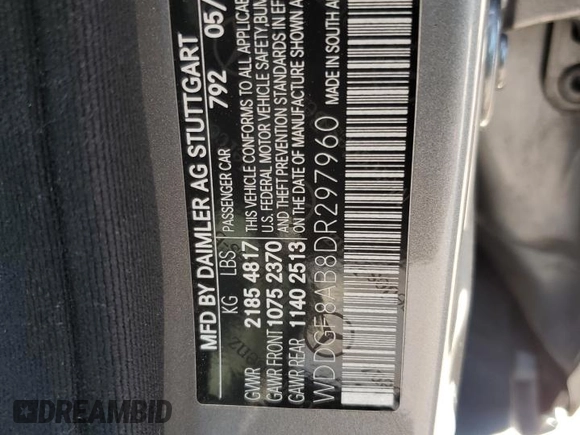 MFD BY DAIMLER AG STUTTGART
792 05/
KG LBS PASSENGER CAR
GVWR 2185 4817
GAWR FRONT 1075 2370
GAWR REAR 1140 2513
THIS VEHICLE CONFORMS TO ALL APPLICABLE
U.S. FEDERAL MOTOR VEHICLE SAFETY, BUM
AND THEFT PREVENTION STANDARDS IN EF
ON THE DATE OF MANUFACTURE SHOWN A
WDDGF8AB8DR297960 MADE IN SOUTH A
DREAMBID